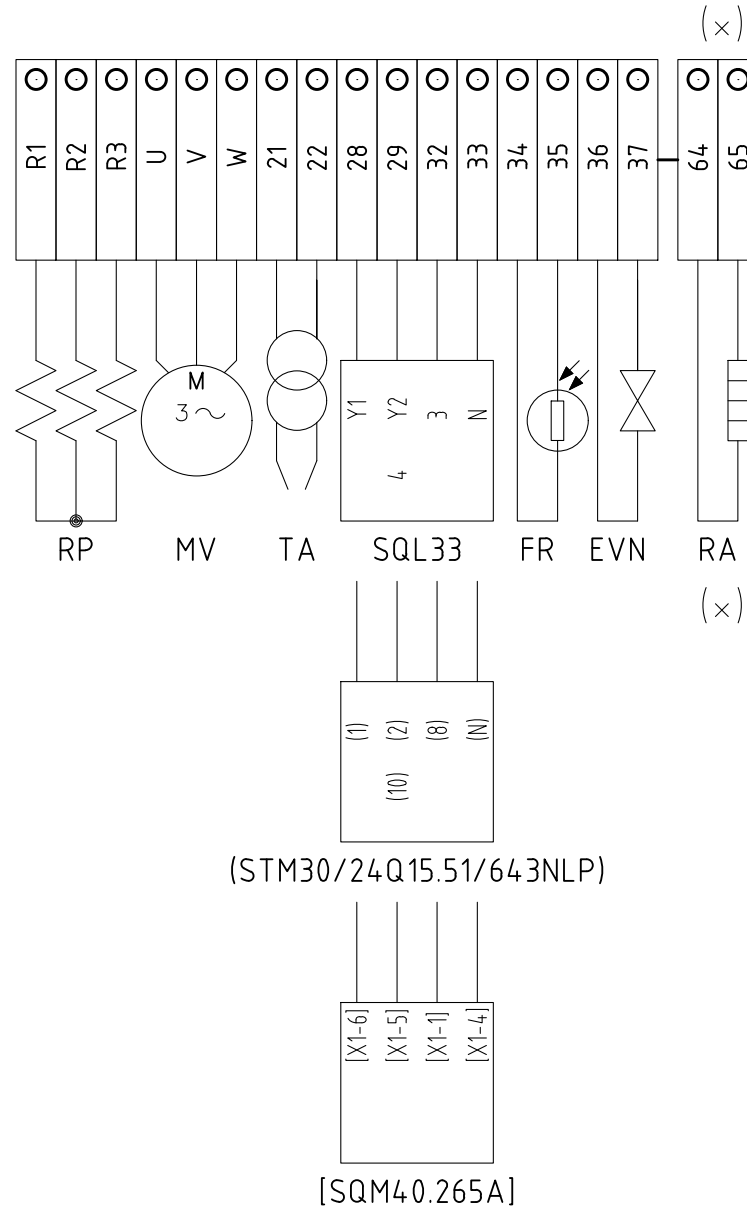 (×)
R1 R2 R3 U V W 21 22 28 29 32 33 34 35 36 37 64 65
M
3~
Y1 Y2 3 N
4
RP MV TA SQL33 FR EVN RA
(×)
(1) (2) (8) (N)
(10)
(STM30/24Q15.51/643NLP)
[X1-6] [X1-5] [X1-1] [X1-4]
[SQM40.265A]